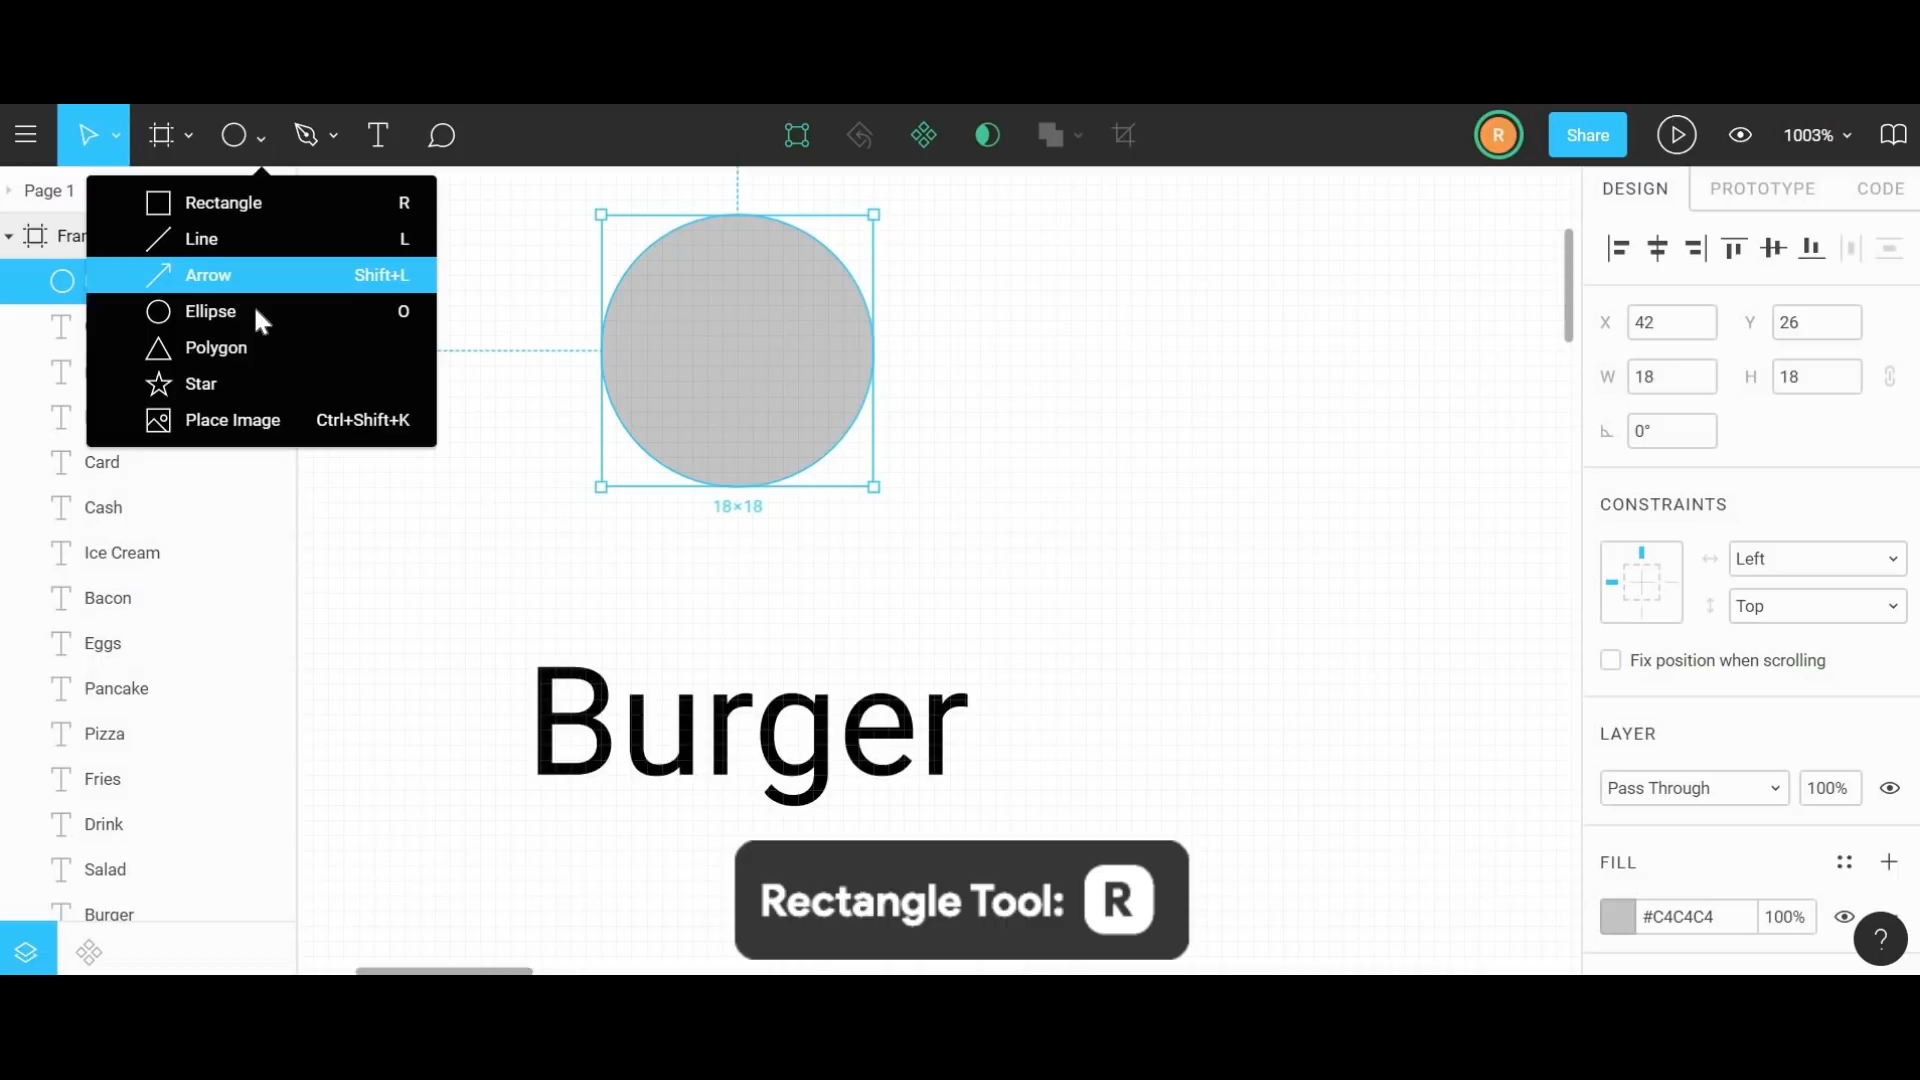 R
Share
1003%
Page 1
Fran
Rectangle R
Line L
Arrow Shift+L
Ellipse O
Polygon
Star
Place Image Ctrl+Shift+K
Card
Cash
Ice Cream
Bacon
Eggs
Pancake
Pizza
Fries
Drink
Salad
Burger
18×18
Burger
Rectangle Tool: R
DESIGN PROTOTYPE CODE
X 42 Y 26
W 18 H 18
0°
CONSTRAINTS
Left
Top
Fix position when scrolling
LAYER
Pass Through 100%
FILL
#C4C4C4 100%
?